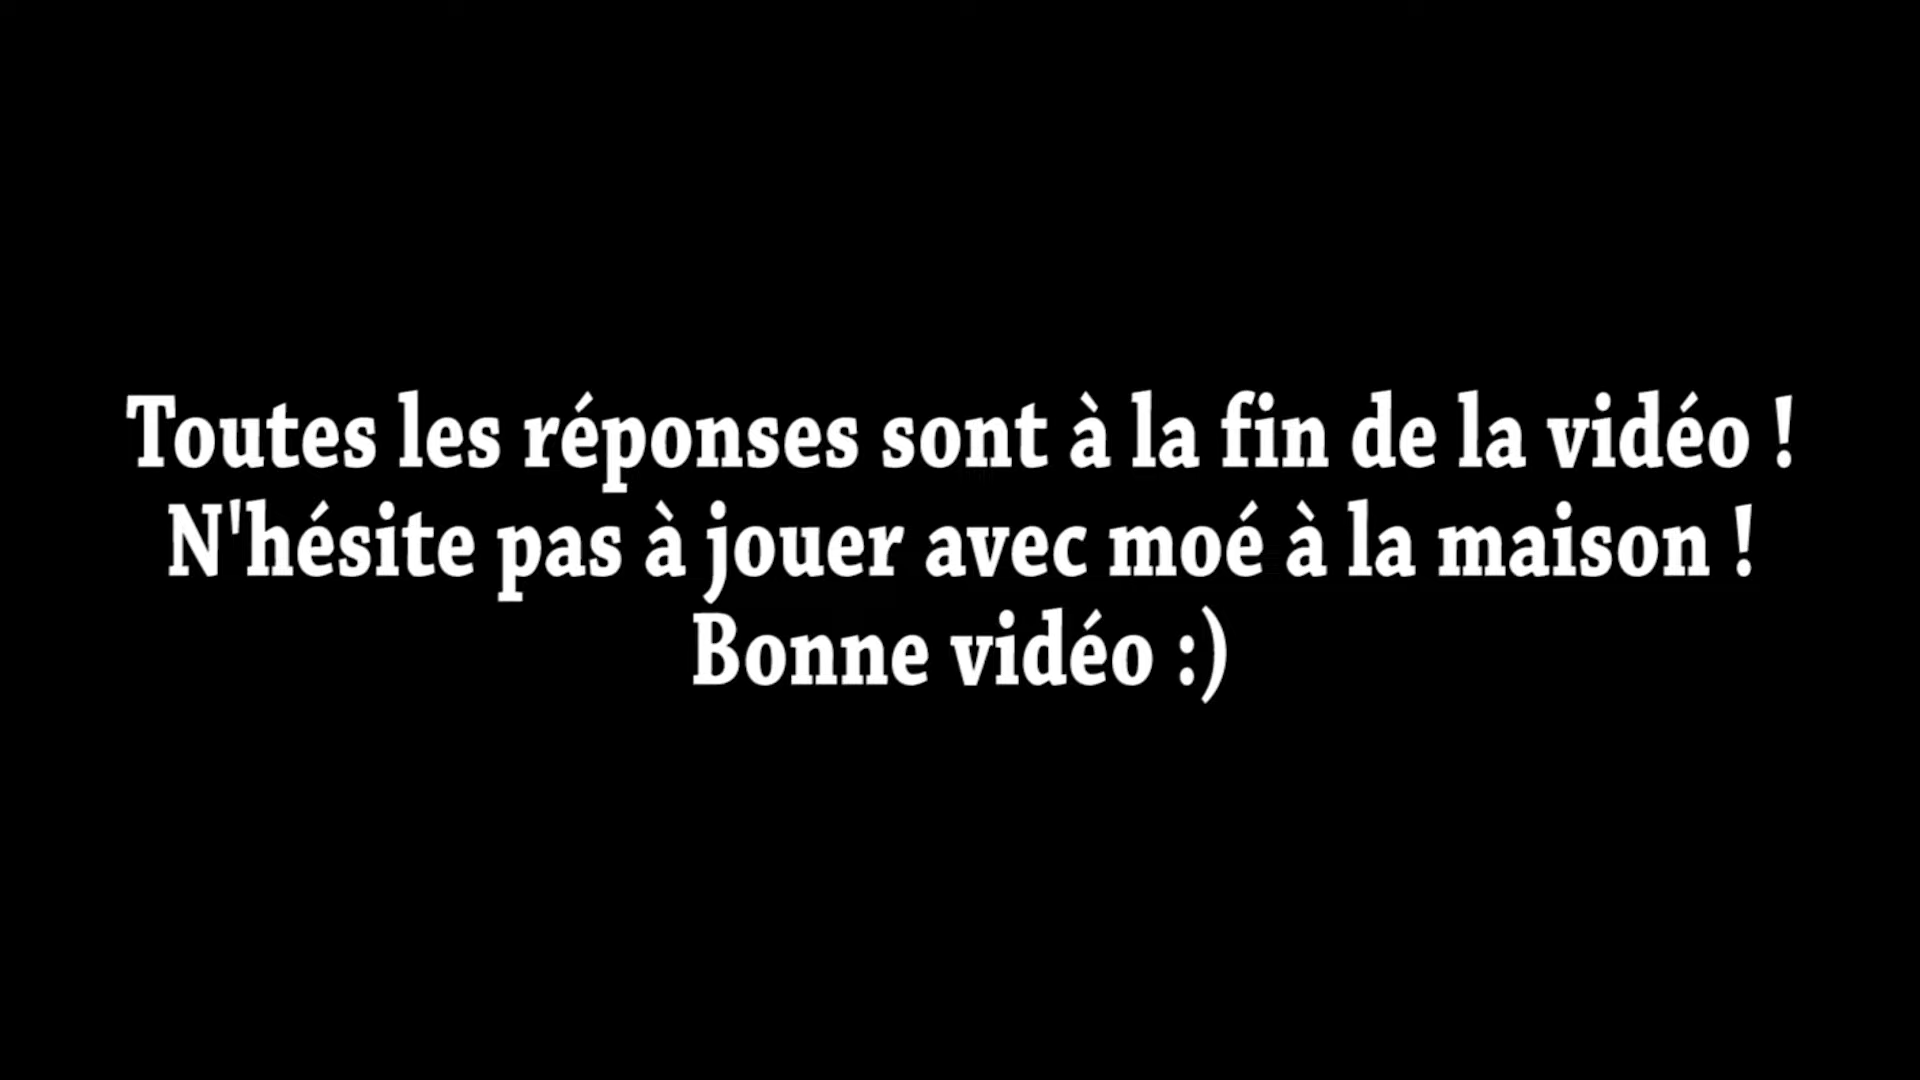 Toutes les réponses sont à la fin de la vidéo !
N'hésite pas à jouer avec moé à la maison !
Bonne vidéo :)